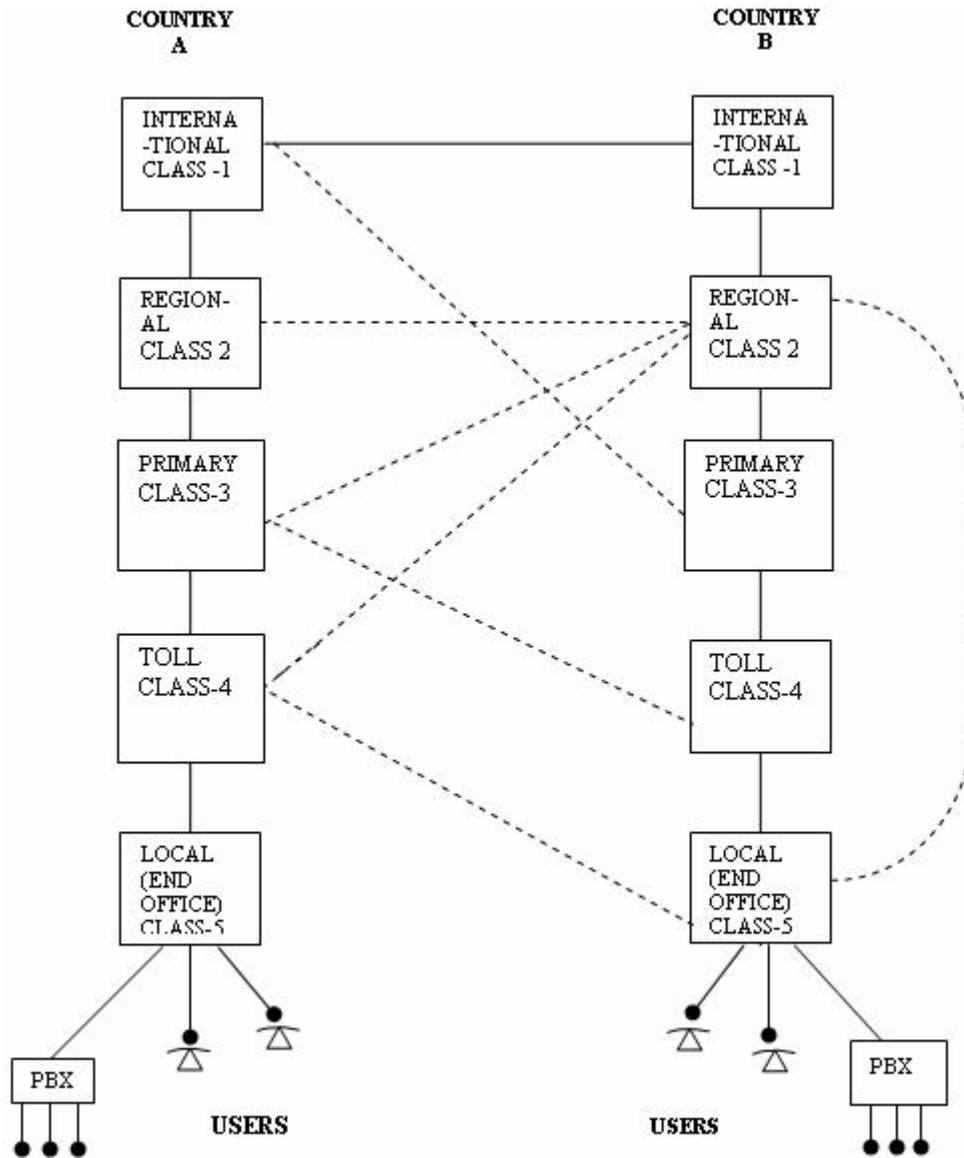 COUNTRY
A
COUNTRY
B
INTERNA
-TIONAL
CLASS -1
INTERNA
-TIONAL
CLASS -1
REGION-
AL
CLASS 2
REGION-
AL
CLASS 2
PRIMARY
CLASS-3
PRIMARY
CLASS-3
TOLL
CLASS-4
TOLL
CLASS-4
LOCAL
(END
OFFICE)
CLASS-5
LOCAL
(END
OFFICE)
CLASS-5
PBX
PBX
USERS
USERS